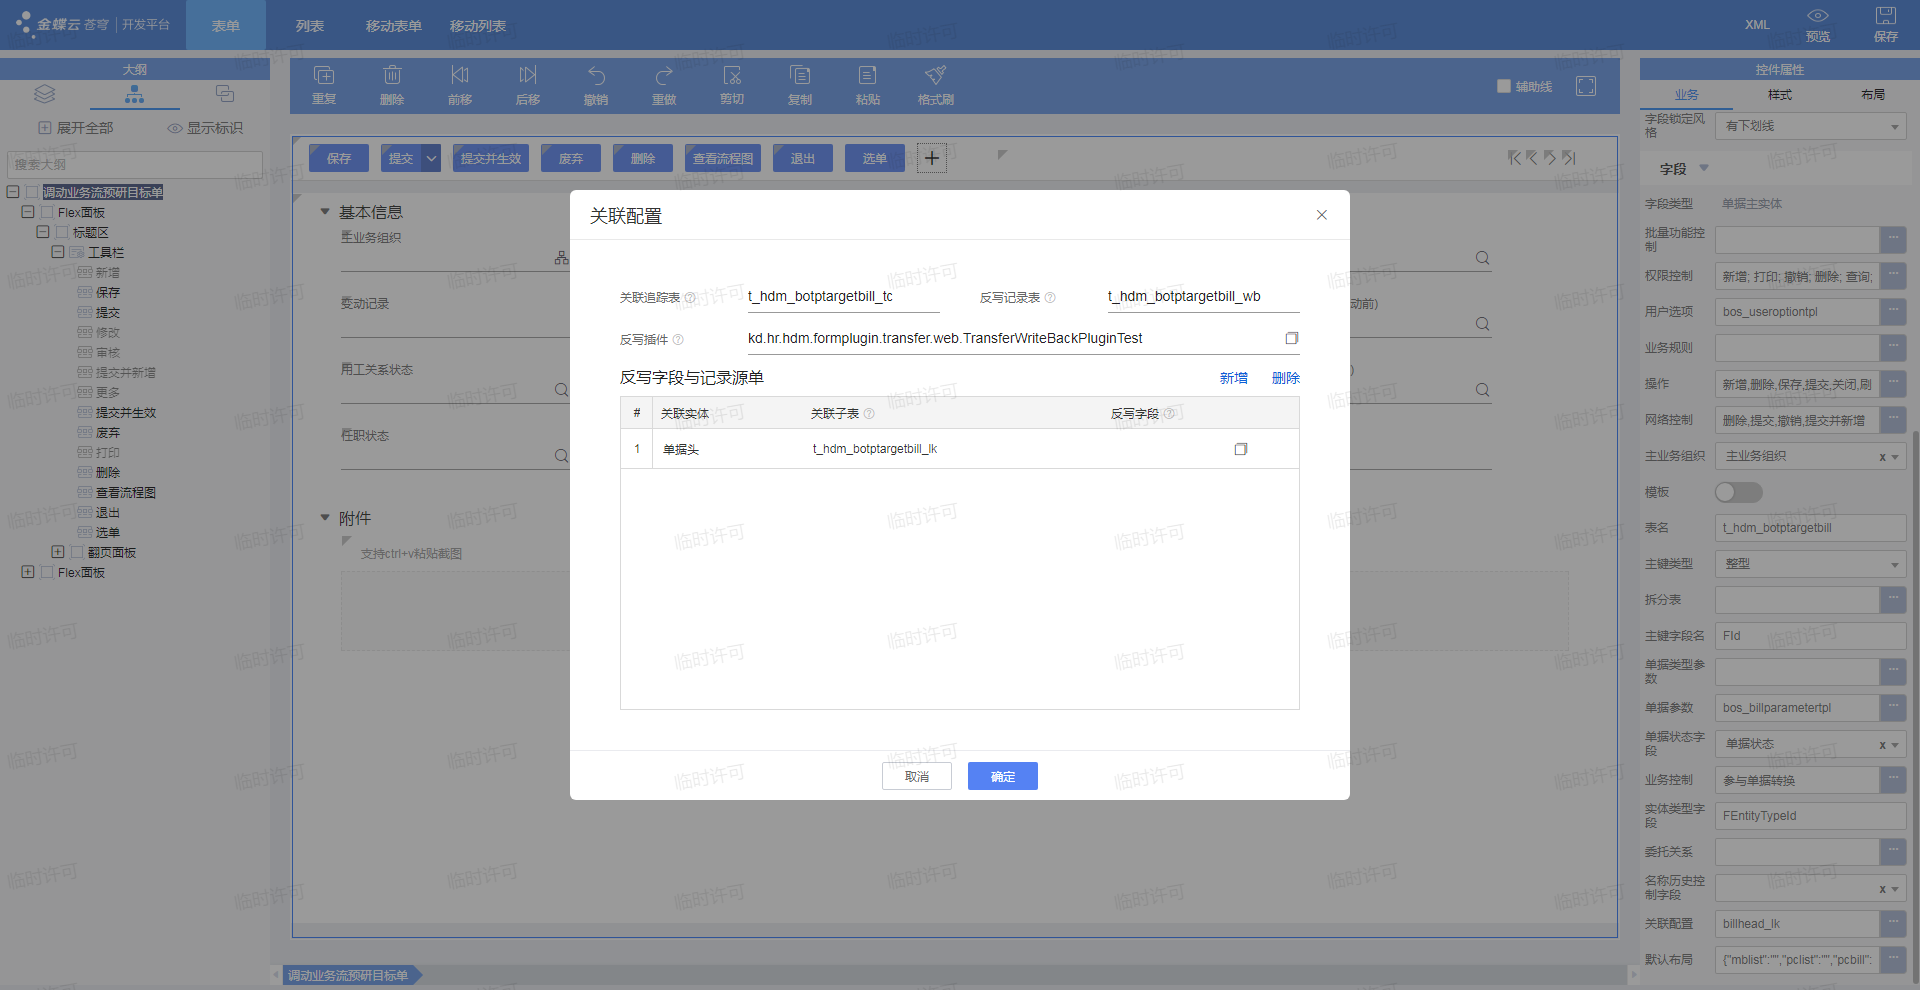 金蝶云 苍穹 | 开发平台
表单
列表
移动表单
移动列表
XML
预览
保存
大纲
展开全部
显示标识
搜索大纲
调动业务流预研目标单
Flex面板
标题区
工具栏
新增
保存
提交
修改
审核
提交并新增
更多
提交并生效
废弃
打印
删除
查看流程图
退出
选单
翻页面板
Flex面板
重复
删除
前移
后移
撤销
重做
剪切
复制
粘贴
格式刷
辅助线
保存
提交
提交并生效
废弃
删除
查看流程图
退出
选单
基本信息
主业务组织
变动记录
动前)
用工关系状态
)
任职状态
附件
支持ctrl+v粘贴截图
调动业务流预研目标单
关联配置
关联追踪表
t_hdm_botptargetbill_tc
反写记录表
t_hdm_botptargetbill_wb
反写插件
kd.hr.hdm.formplugin.transfer.web.TransferWriteBackPluginTest
反写字段与记录源单
新增
删除
# 关联实体 关联子表 反写字段
1 单据头 t_hdm_botptargetbill_lk
取消
确定
控件属性
业务
样式
布局
字段锁定风格
有下划线
字段
字段类型
单据主实体
批量功能控制
权限控制
新增; 打印; 撤销; 删除; 查询;
用户选项
bos_useroptiontpl
业务规则
操作
新增,删除,保存,提交,关闭,刷
网络控制
删除,提交,撤销,提交并新增
主业务组织
主业务组织
x
模板
表名
t_hdm_botptargetbill
主键类型
整型
拆分表
主键字段名
FId
单据类型参数
单据参数
bos_billparametertpl
单据状态字段
单据状态
x
业务控制
参与单据转换
实体类型字段
FEntityTypeId
委托关系
名称历史控制字段
x
关联配置
billhead_lk
默认布局
{"mblist":"","pclist":"","pcbill":
临时许可